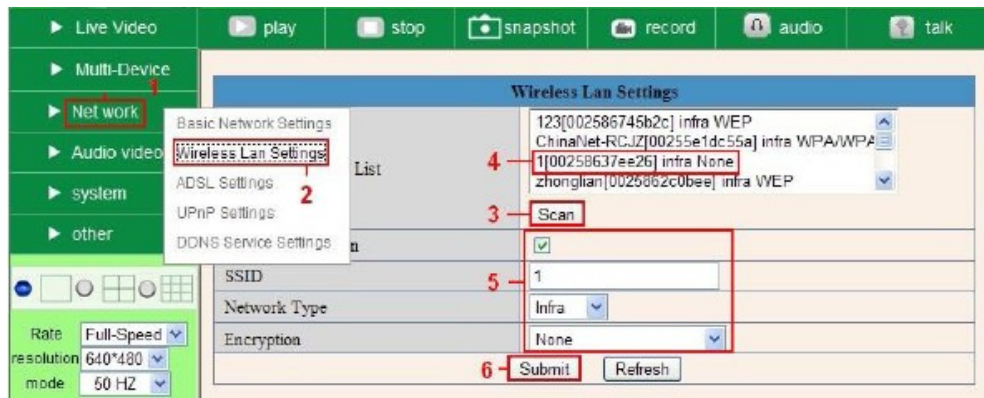 Live Video
play
stop
snapshot
record
audio
talk
Multi-Device
1
Net work
Audio video
system
other
Basic Network Settings
Wireless Lan Settings
2
ADSL Settings
UPnP Settings
DDNS Service Settings
Wireless Lan Settings
List
123[002586745b2c] infra WEP
ChinaNet-RCJZ[00255e1dc55a] infra WPA/WPA
4
1[00258637ee26] infra None
zhonglian[0025862c0bee] infra WEP
3
Scan
n
SSID
5
1
Network Type
Infra
Encryption
None
6
Submit
Refresh
Rate
Full-Speed
resolution
640*480
mode
50 HZ